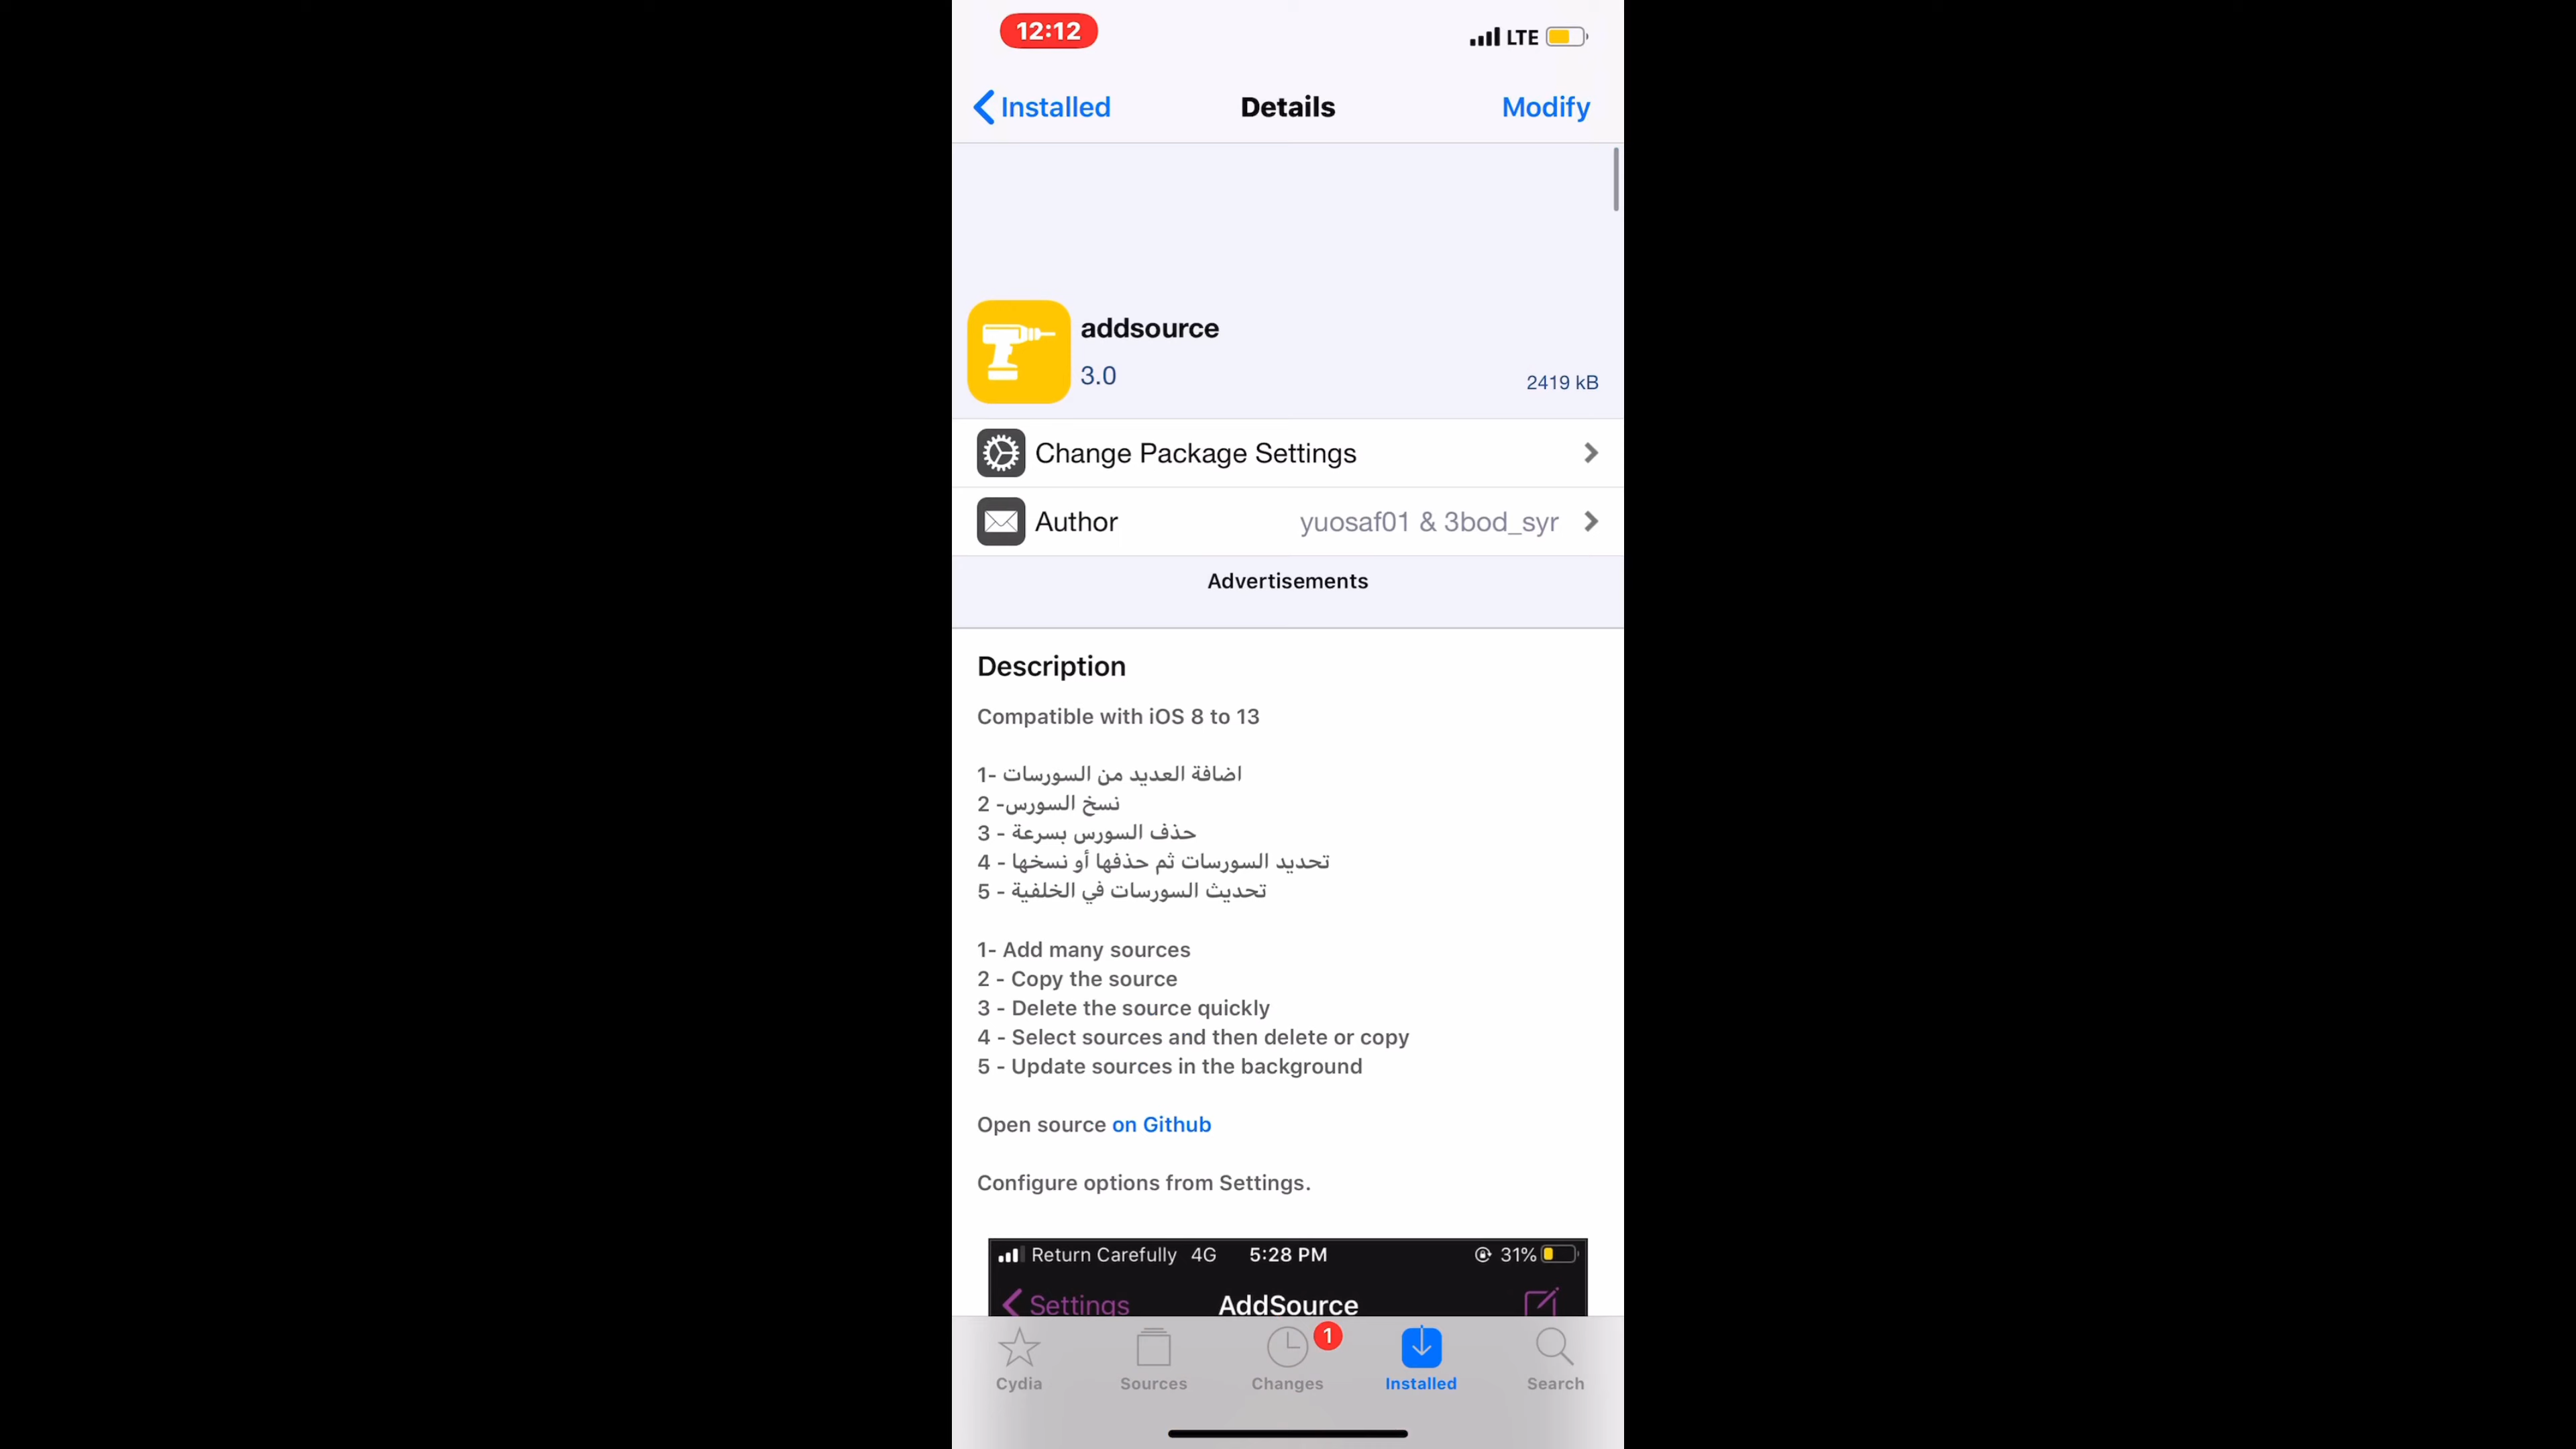 12:12
LTE
Installed
Details
Modify
addsource
3.0
2419 kB
Change Package Settings
Author
yuosaf01 & 3bod_syr
Advertisements
Description
Compatible with iOS 8 to 13
1- اضافة العديد من السورسات
2 -نسخ السورس
3 - حذف السورس بسرعة
4 - تحديد السورسات ثم حذفها أو نسخها
5 - تحديث السورسات في الخلفية
1- Add many sources
2 - Copy the source
3 - Delete the source quickly
4 - Select sources and then delete or copy
5 - Update sources in the background
Open source on Github
Configure options from Settings.
Return Carefully 4G 5:28 PM 31%
Settings AddSource
1
Cydia Sources Changes Installed Search